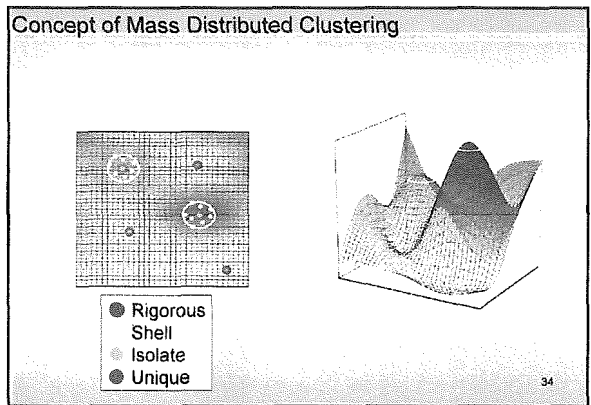 Concept of Mass Distributed Clustering
Rigorous
Shell
Isolate
Unique
34